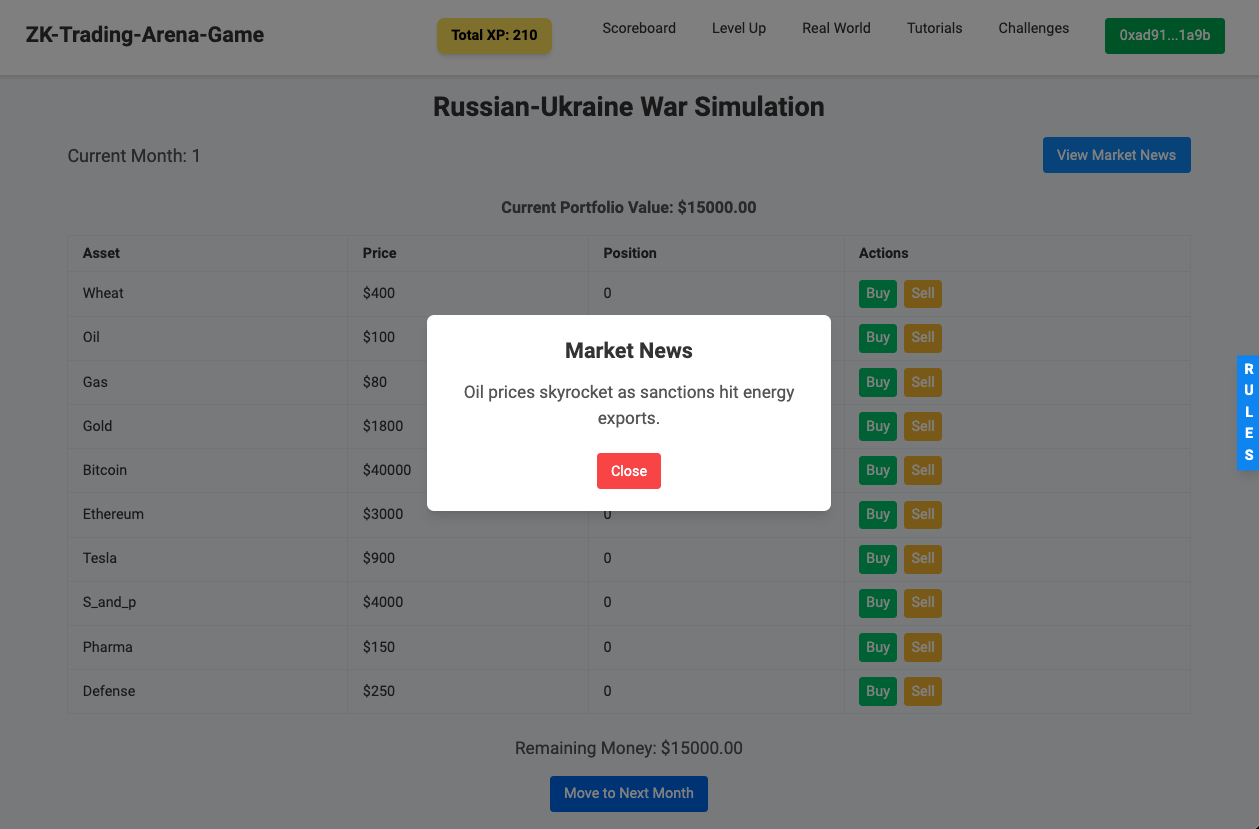 ZK-Trading-Arena-Game
Total XP: 210
Scoreboard
Level Up
Real World
Tutorials
Challenges
0xad91...1a9b
Russian-Ukraine War Simulation
Current Month: 1
View Market News
Current Portfolio Value: $15000.00
Asset Price Position Actions
Wheat $400 0 Buy Sell
Oil $100 Buy Sell
Gas $80 Buy Sell
Gold $1800 Buy Sell
Bitcoin $40000 Buy Sell
Ethereum $3000 0 Buy Sell
Tesla $900 0 Buy Sell
S_and_p $4000 0 Buy Sell
Pharma $150 0 Buy Sell
Defense $250 0 Buy Sell
Market News
Oil prices skyrocket as sanctions hit energy
exports.
Close
RULES
Remaining Money: $15000.00
Move to Next Month